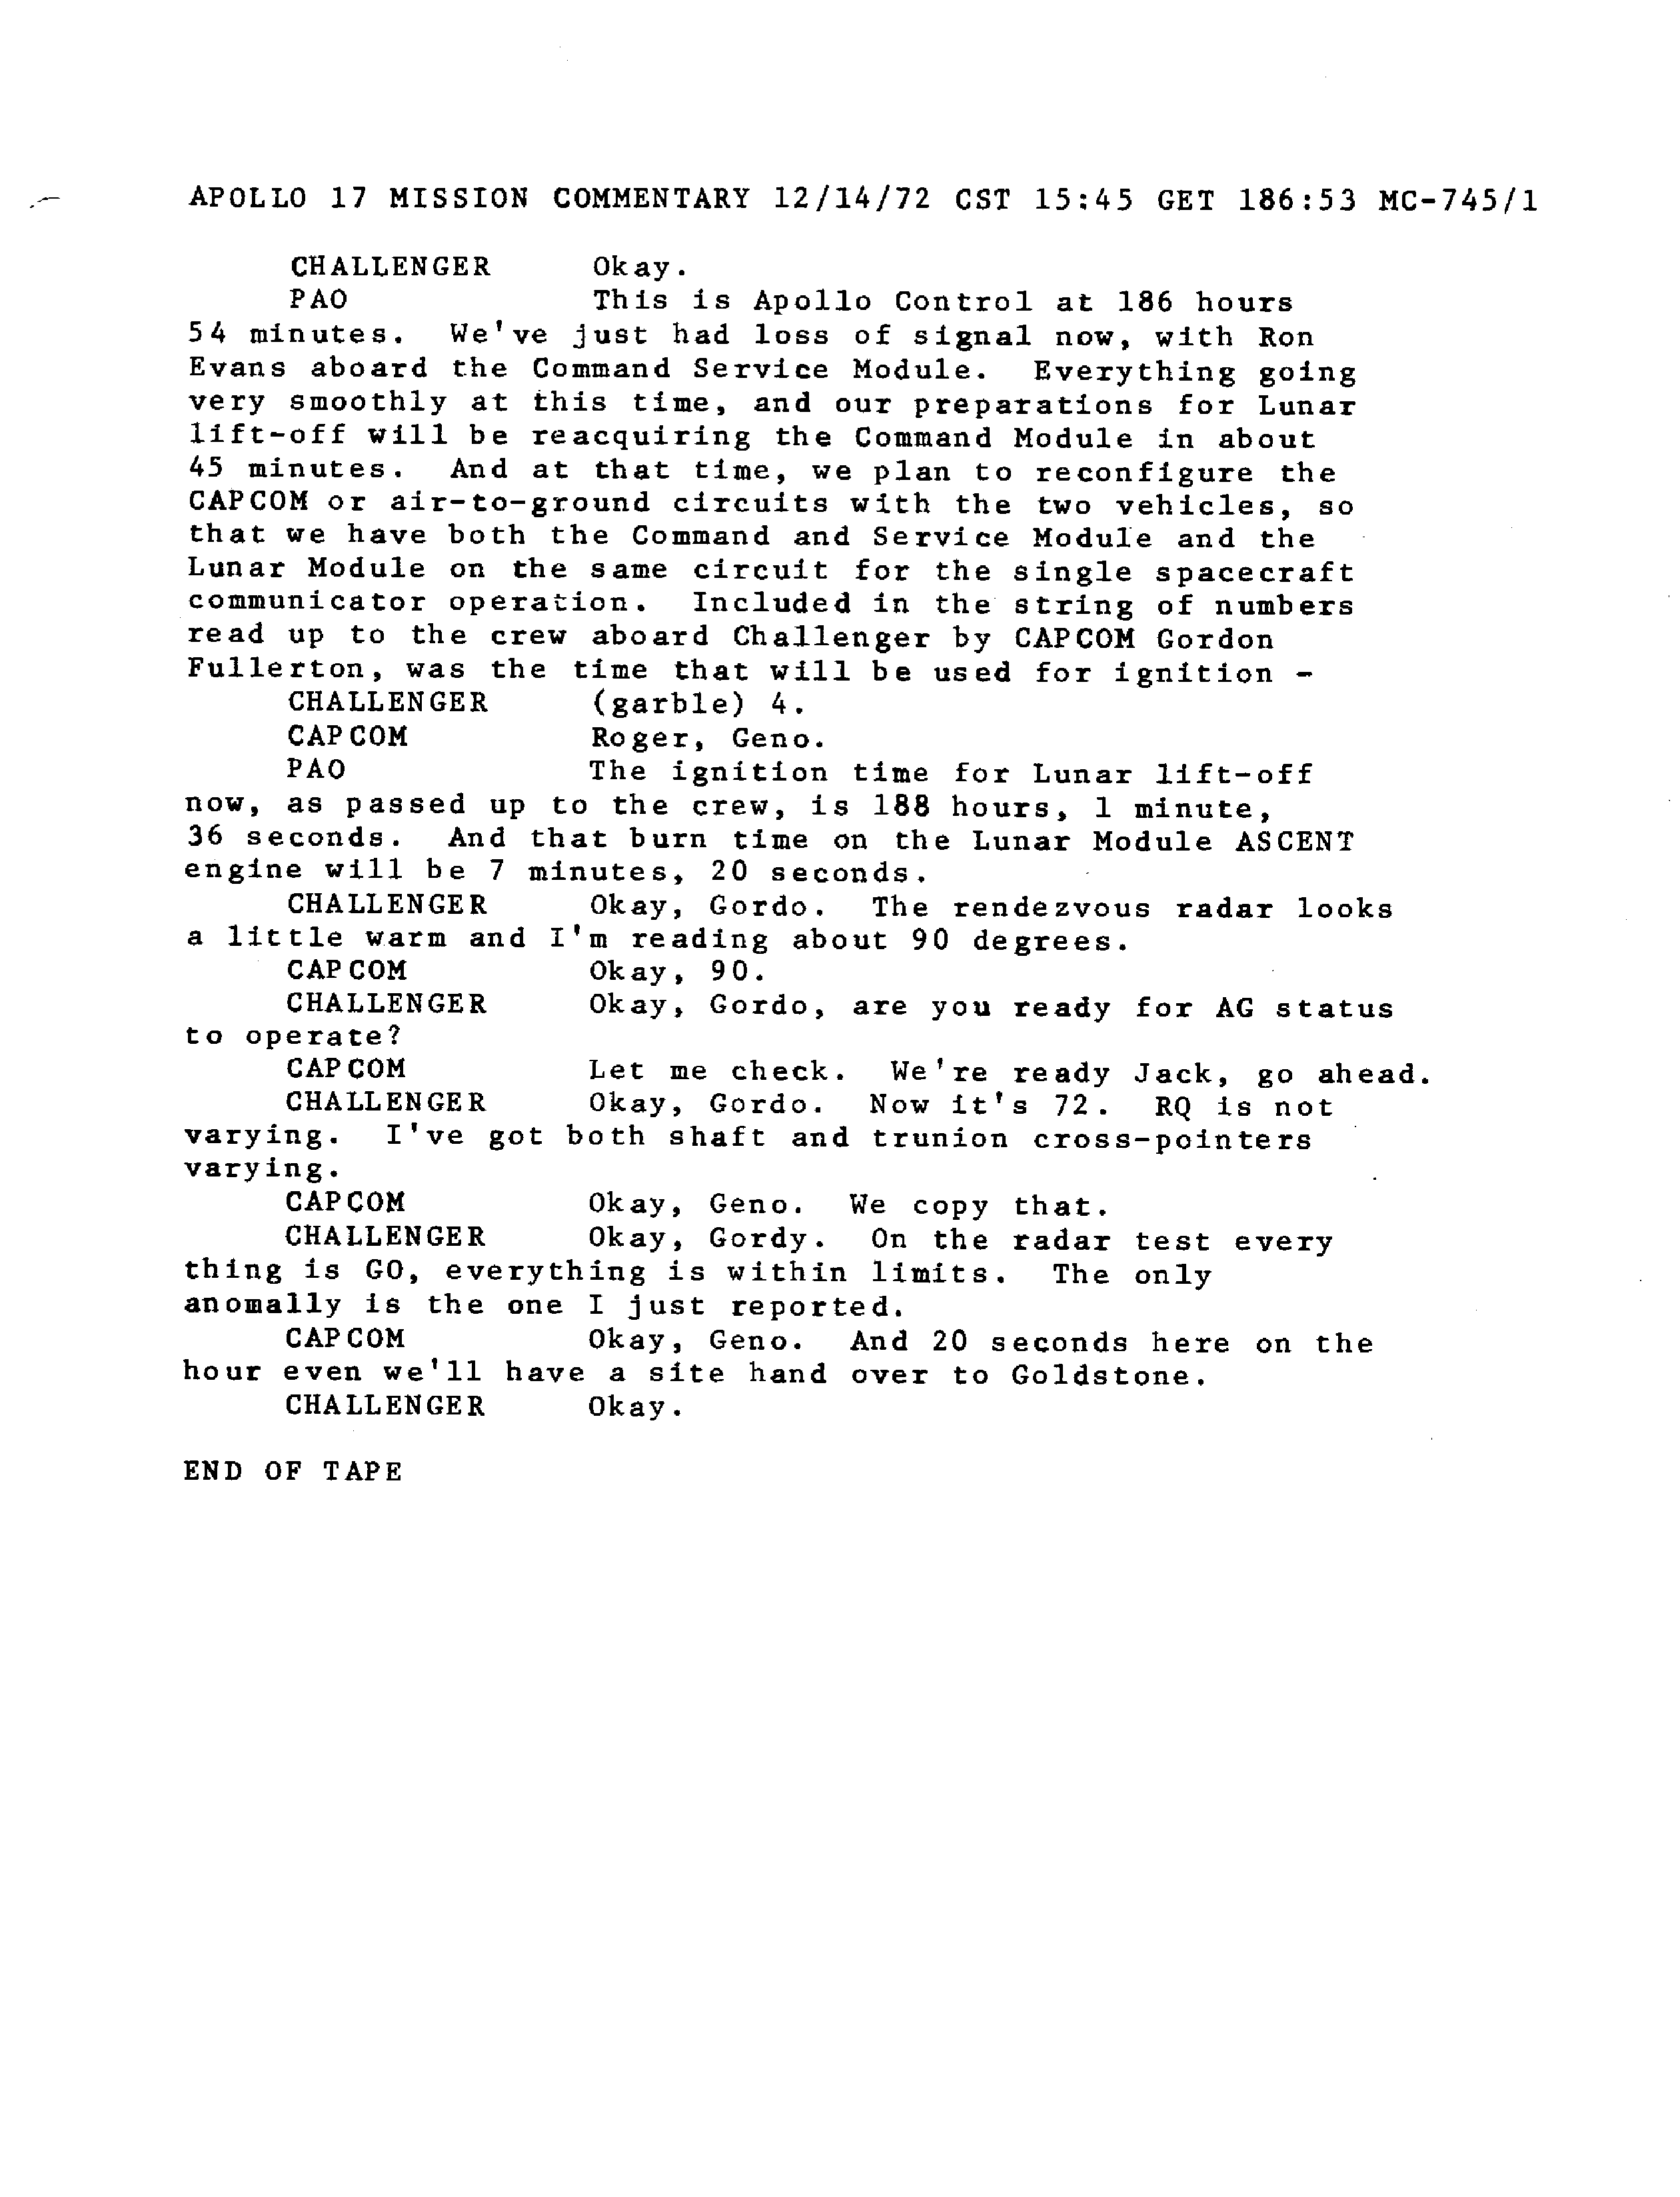 APOLLO 17 MISSION COMMENTARY 12/14/72 CST 15:45 GET 186:53 MC-745/1
CHALLENGER Okay.
PAO This is Apollo Control at 186 hours
54 minutes. We've just had loss of signal now, with Ron
Evans aboard the Command Service Module. Everything going
very smoothly at this time, and our preparations for Lunar
lift-off will be reacquiring the Command Module in about
45 minutes. And at that time, we plan to reconfigure the
CAPCOM or air-to-ground circuits with the two vehicles, so
that we have both the Command and Service Module and the
Lunar Module on the same circuit for the single spacecraft
communicator operation. Included in the string of numbers
read up to the crew aboard Challenger by CAPCOM Gordon
Fullerton, was the time that will be used for ignition -
CHALLENGER (garble) 4.
CAPCOM Roger, Geno.
PAO The ignition time for Lunar lift-off
now, as passed up to the crew, is 188 hours, 1 minute,
36 seconds. And that burn time on the Lunar Module ASCENT
engine will be 7 minutes, 20 seconds.
CHALLENGER Okay, Gordo. The rendezvous radar looks
a little warm and I'm reading about 90 degrees.
CAPCOM Okay, 90.
CHALLENGER Okay, Gordo, are you ready for AG status
to operate?
CAPCOM Let me check. We're ready Jack, go ahead.
CHALLENGER Okay, Gordo. Now it's 72. RQ is not
varying. I've got both shaft and trunion cross-pointers
varying.
CAPCOM Okay, Geno. We copy that.
CHALLENGER Okay, Gordy. On the radar test every
thing is GO, everything is within limits. The only
anomally is the one I just reported.
CAPCOM Okay, Geno. And 20 seconds here on the
hour even we'll have a site hand over to Goldstone.
CHALLENGER Okay.
END OF TAPE